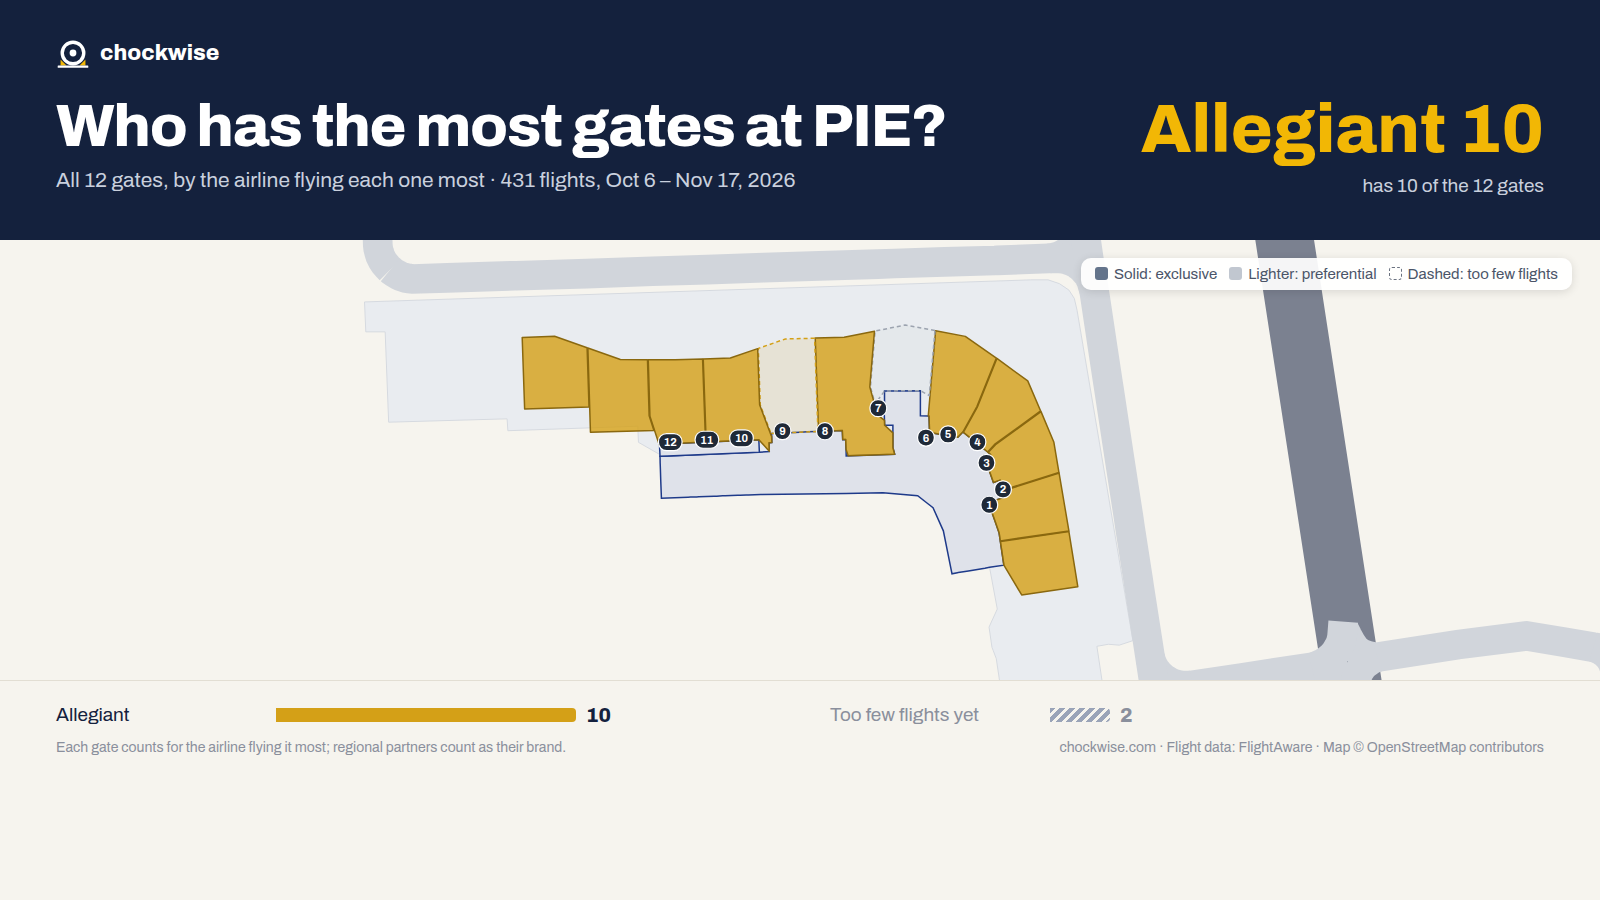 chockwise
Who has the most gates at PIE?
All 12 gates, by the airline flying each one most · 431 flights, Oct 6 – Nov 17, 2026
Allegiant 10
has 10 of the 12 gates
Solid: exclusive Lighter: preferential Dashed: too few flights
7
12 11 10 9 8 6 5 4
3
2
1
Allegiant 10
Too few flights yet 2
Each gate counts for the airline flying it most; regional partners count as their brand.
chockwise.com · Flight data: FlightAware · Map © OpenStreetMap contributors